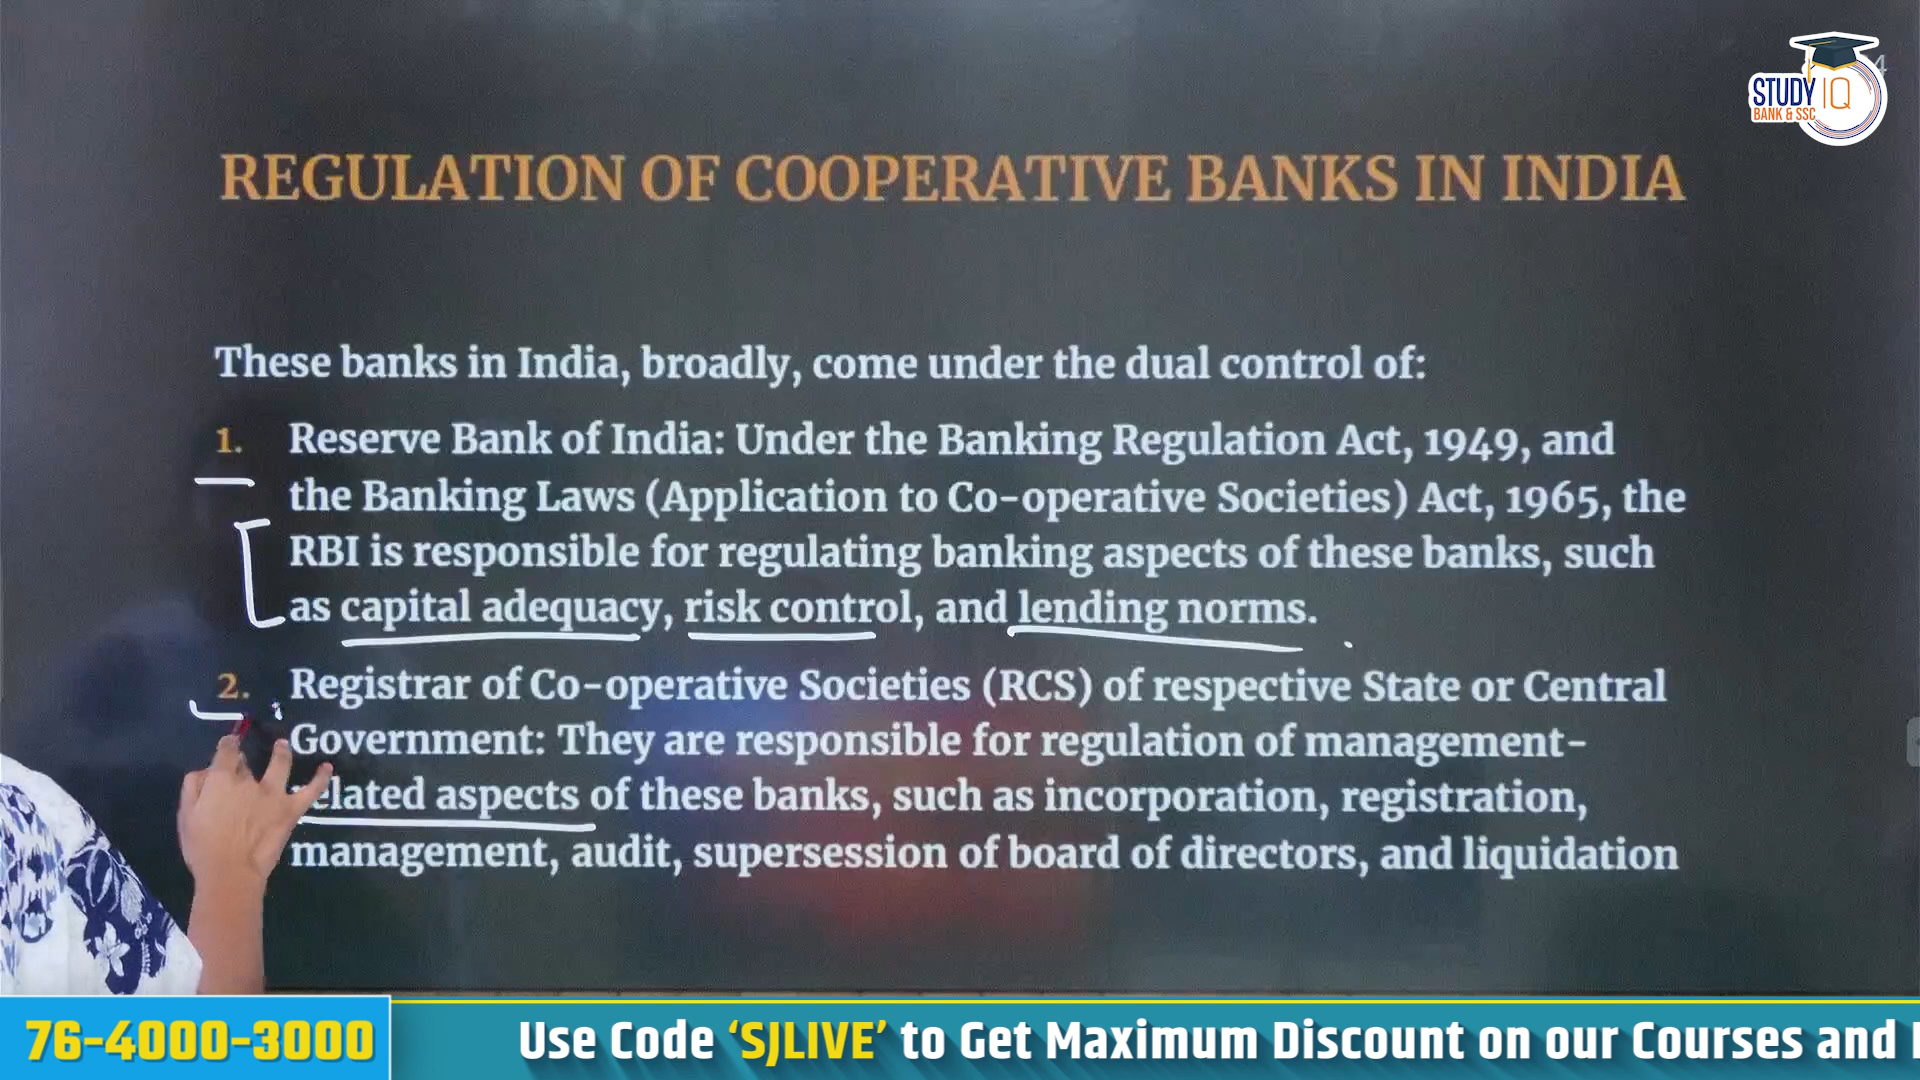 4
STUDY IQ
BANK & SSC
REGULATION OF COOPERATIVE BANKS IN INDIA
These banks in India, broadly, come under the dual control of:
1. Reserve Bank of India: Under the Banking Regulation Act, 1949, and
the Banking Laws (Application to Co-operative Societies) Act, 1965, the
RBI is responsible for regulating banking aspects of these banks, such
as capital adequacy, risk control, and lending norms.
2. Registrar of Co-operative Societies (RCS) of respective State or Central
Government: They are responsible for regulation of management-
related aspects of these banks, such as incorporation, registration,
management, audit, supersession of board of directors, and liquidation
76-4000-3000
Use Code ‘SJLIVE’ to Get Maximum Discount on our Courses and